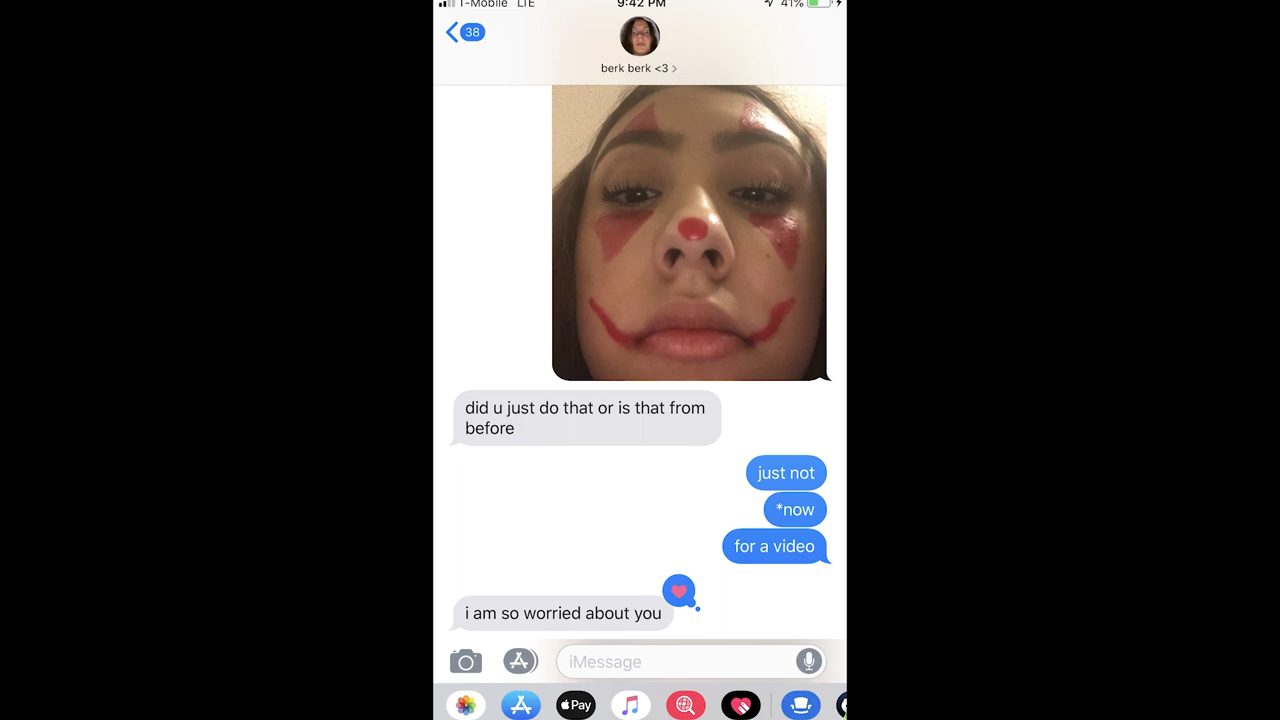 T-Mobile LTE 9:42 PM 41%
38
berk berk <3 >
did u just do that or is that from
before
just not
*now
for a video
i am so worried about you
iMessage
Pay